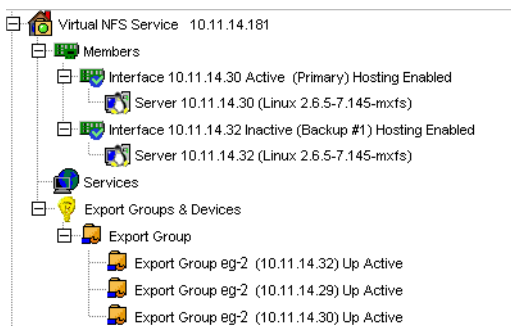 Virtual NFS Service 10.11.14.181
Members
Interface 10.11.14.30 Active (Primary) Hosting Enabled
Server 10.11.14.30 (Linux 2.6.5-7.145-mxfs)
Interface 10.11.14.32 Inactive (Backup #1) Hosting Enabled
Server 10.11.14.32 (Linux 2.6.5-7.145-mxfs)
Services
Export Groups & Devices
Export Group
Export Group eg-2 (10.11.14.32) Up Active
Export Group eg-2 (10.11.14.29) Up Active
Export Group eg-2 (10.11.14.30) Up Active